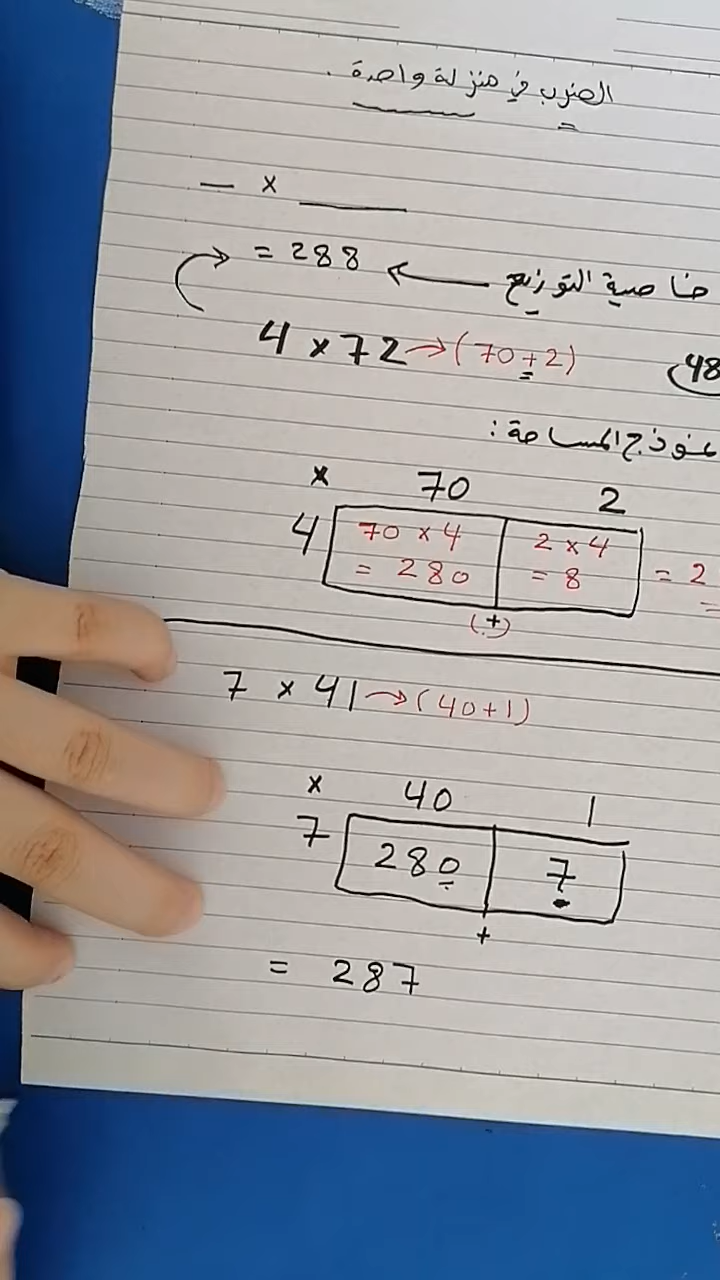 الضرب في منزلة واحدة .
— × —
= 288 ← خاصية التوزيع
4 × 72 → (70 + 2)
48
نموذج المساحة :
× 70 2
4 70 × 4 2 × 4
= 280 = 8 = 2
(+)
7 × 41 → (40 + 1)
× 40 1
7 280 7
+
= 287